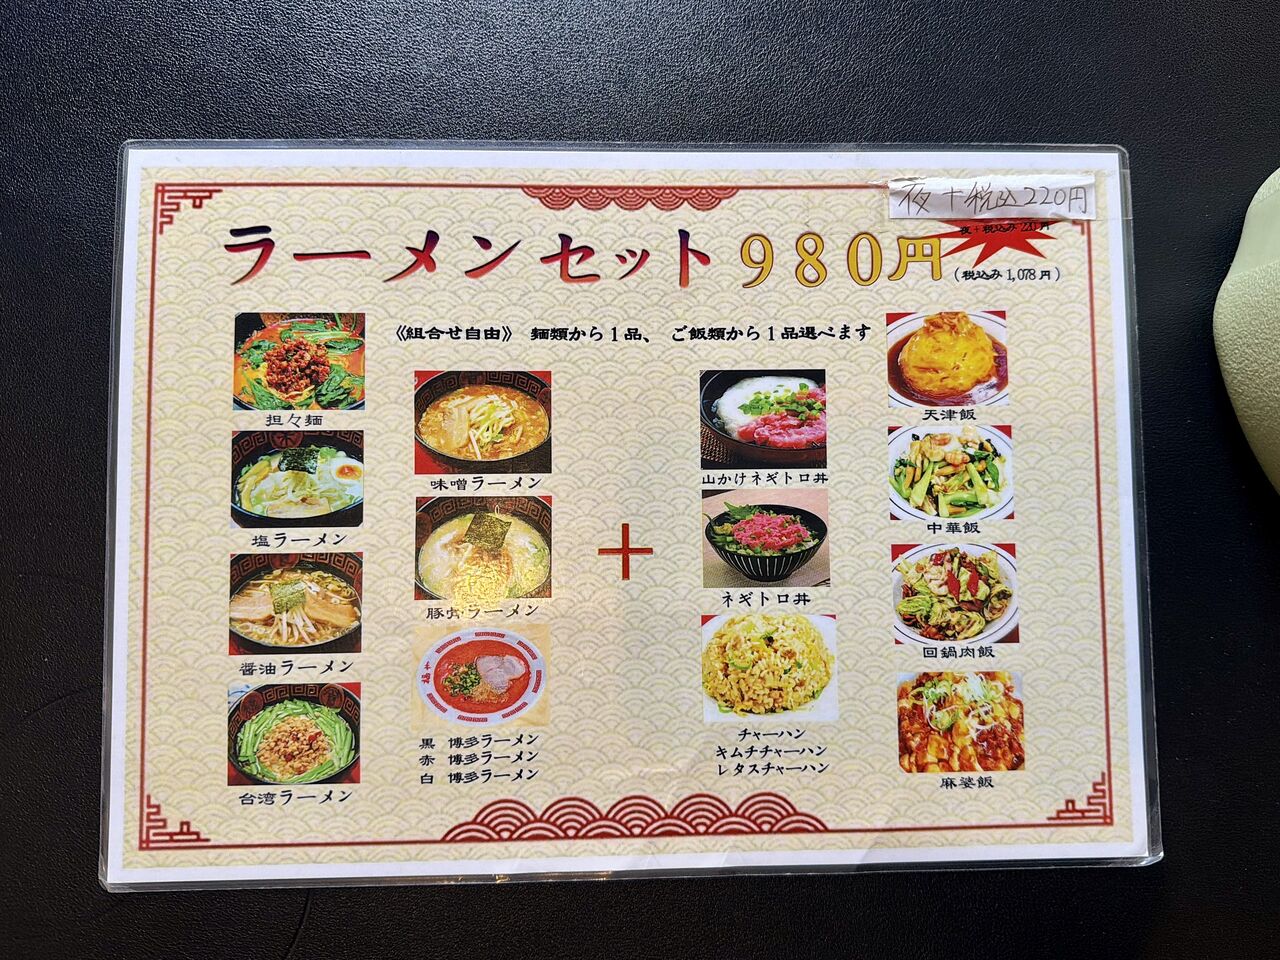 夜 + 税込 220円
夜+税込み 220 円
ラーメンセット 980円
(税込み 1,078 円)
《組合せ自由》 麺類から1品、 ご飯類から1品選べます
担々麺
塩ラーメン
醤油ラーメン
台湾ラーメン
味噌ラーメン
豚骨ラーメン
黒 博多ラーメン
赤 博多ラーメン
白 博多ラーメン
+
山かけネギトロ丼
ネギトロ丼
チャーハン
キムチチャーハン
レタスチャーハン
天津飯
中華飯
回鍋肉飯
麻婆飯